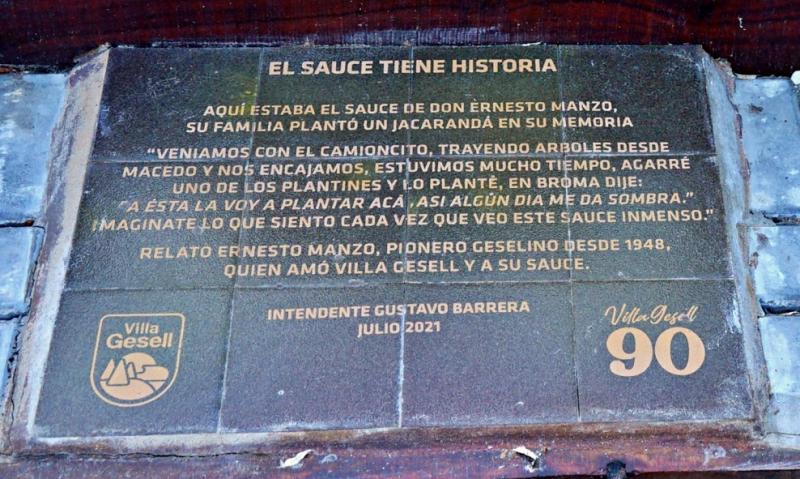 EL SAUCE TIENE HISTORIA
AQUÍ ESTABA EL SAUCE DE DON ERNESTO MANZO,
SU FAMILIA PLANTÓ UN JACARANDÁ EN SU MEMORIA
"VENIAMOS CON EL CAMIONCITO, TRAYENDO ARBOLES DESDE
MACEDO Y NOS ENCAJAMOS, ESTUVIMOS MUCHO TIEMPO, AGARRÉ
UNO DE LOS PLANTINES Y LO PLANTÉ, EN BROMA DIJE:
"A ÉSTA LA VOY A PLANTAR ACÁ ,ASI ALGÚN DIA ME DA SOMBRA."
IMAGINATE LO QUE SIENTO CADA VEZ QUE VEO ESTE SAUCE INMENSO."
RELATO ERNESTO MANZO, PIONERO GESELINO DESDE 1948,
QUIEN AMÓ VILLA GESELL Y A SU SAUCE.
INTENDENTE GUSTAVO BARRERA
JULIO 2021
Villa
Gesell
Villa Gesell
90